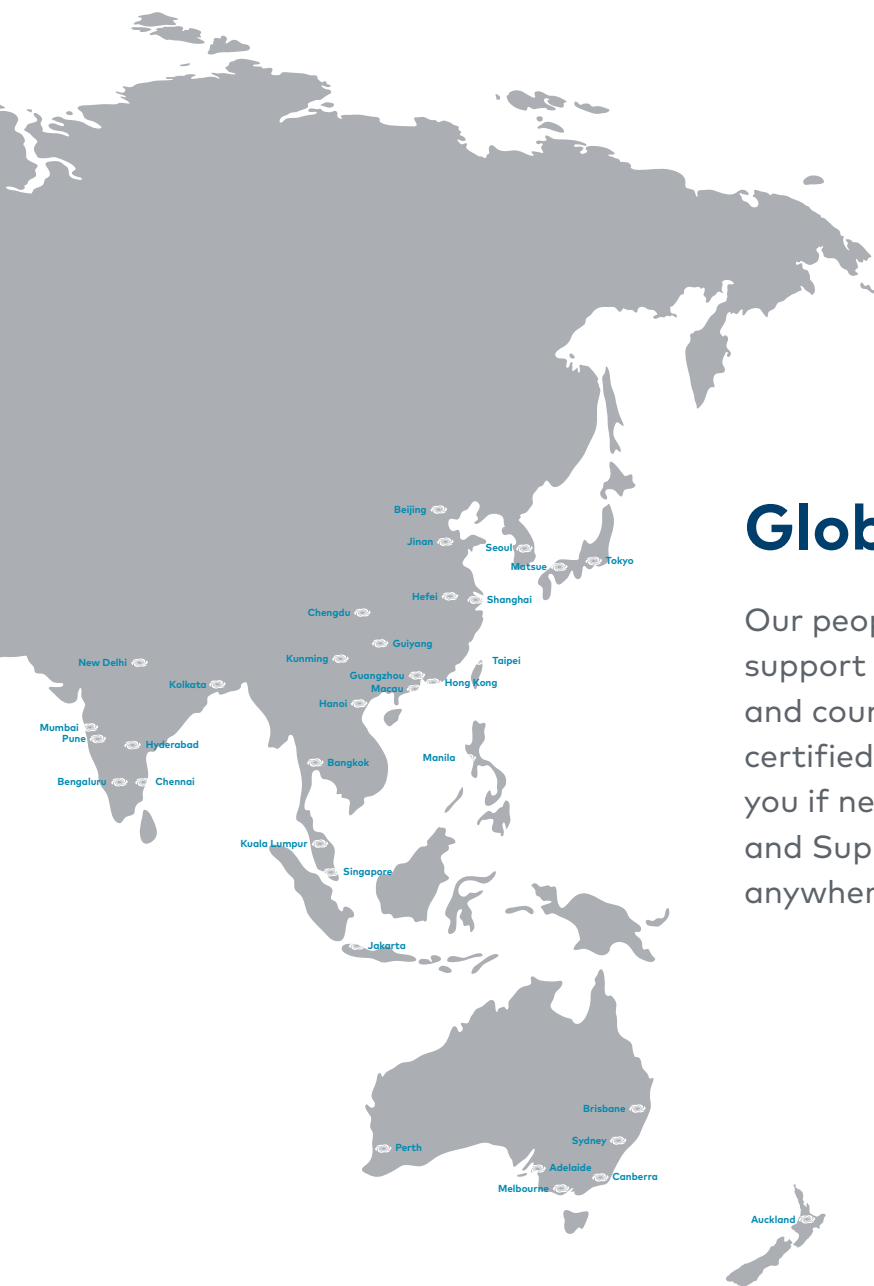 Beijing
Jinan
Seoul
Matsue
Tokyo
Hefei
Shanghai
Chengdu
Guiyang
Kunming
Taipei
New Delhi
Guangzhou
Kolkata
Hong Kong
Macau
Hanoi
Mumbai
Pune
Hyderabad
Manila
Bangkok
Bengaluru
Chennai
Kuala Lumpur
Singapore
Jakarta
Brisbane
Sydney
Perth
Adelaide
Canberra
Melbourne
Auckland
Glob
Our peop
support
and cour
certified
you if ne
and Sup
anywher